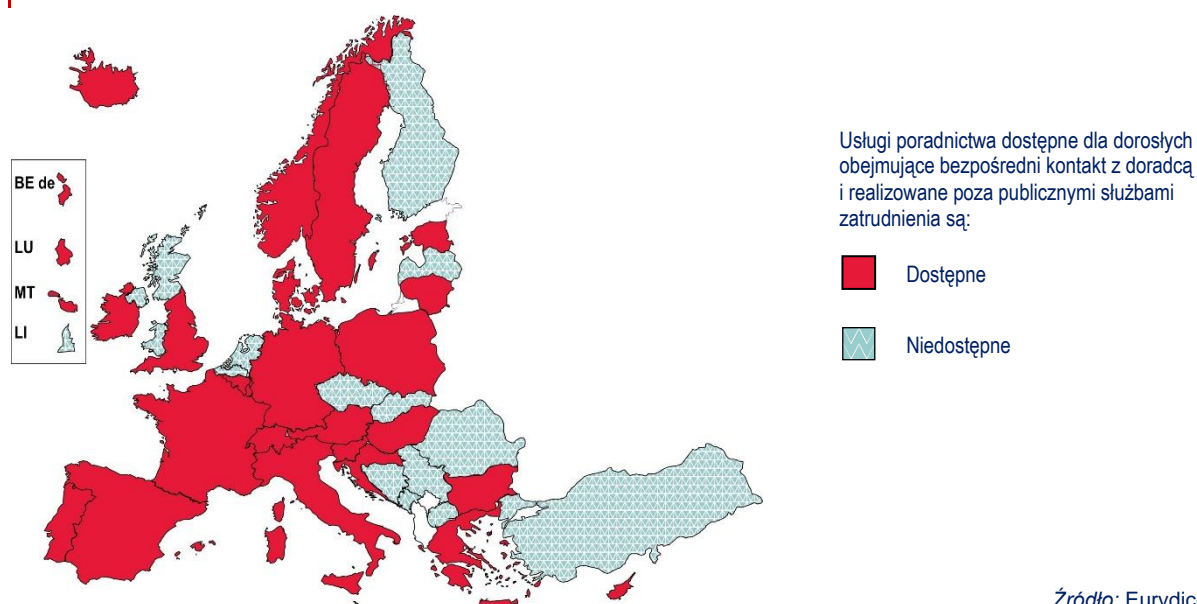 BE de
LU
MT
LI
Usługi poradnictwa dostępne dla dorosłych
obejmujące bezpośredni kontakt z doradcą
i realizowane poza publicznymi służbami
zatrudnienia są:
Dostępne
Niedostępne
Źródło: Eurydic